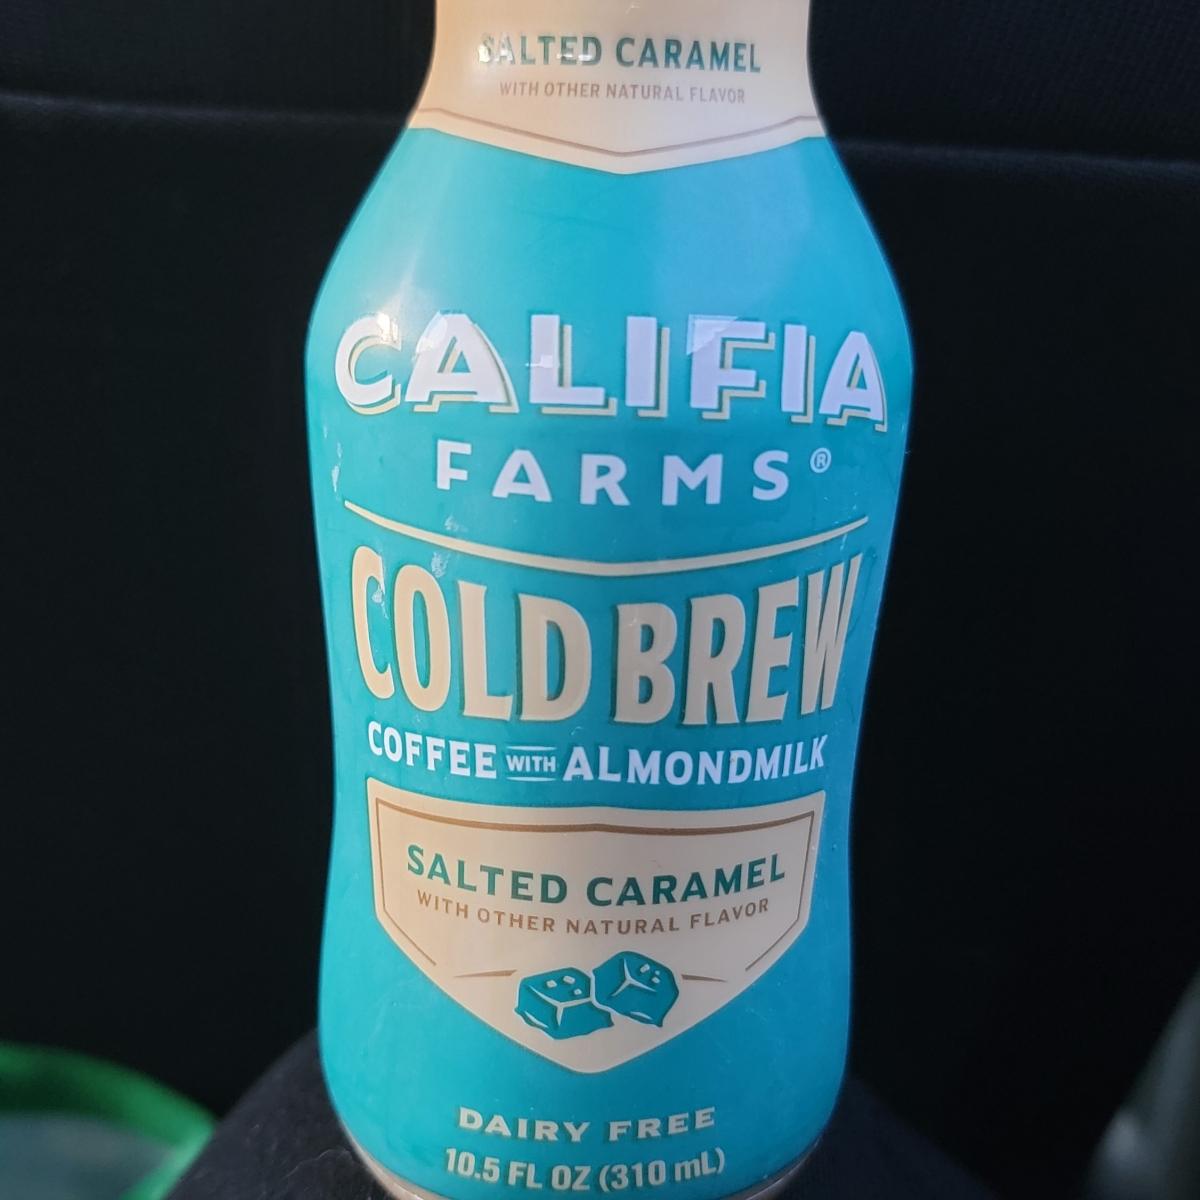 SALTED CARAMEL
WITH OTHER NATURAL FLAVOR
CALIFIA
FARMS®
COLD BREW
COFFEE WITH ALMONDMILK
SALTED CARAMEL
WITH OTHER NATURAL FLAVOR
DAIRY FREE
10.5 FL OZ (310 mL)